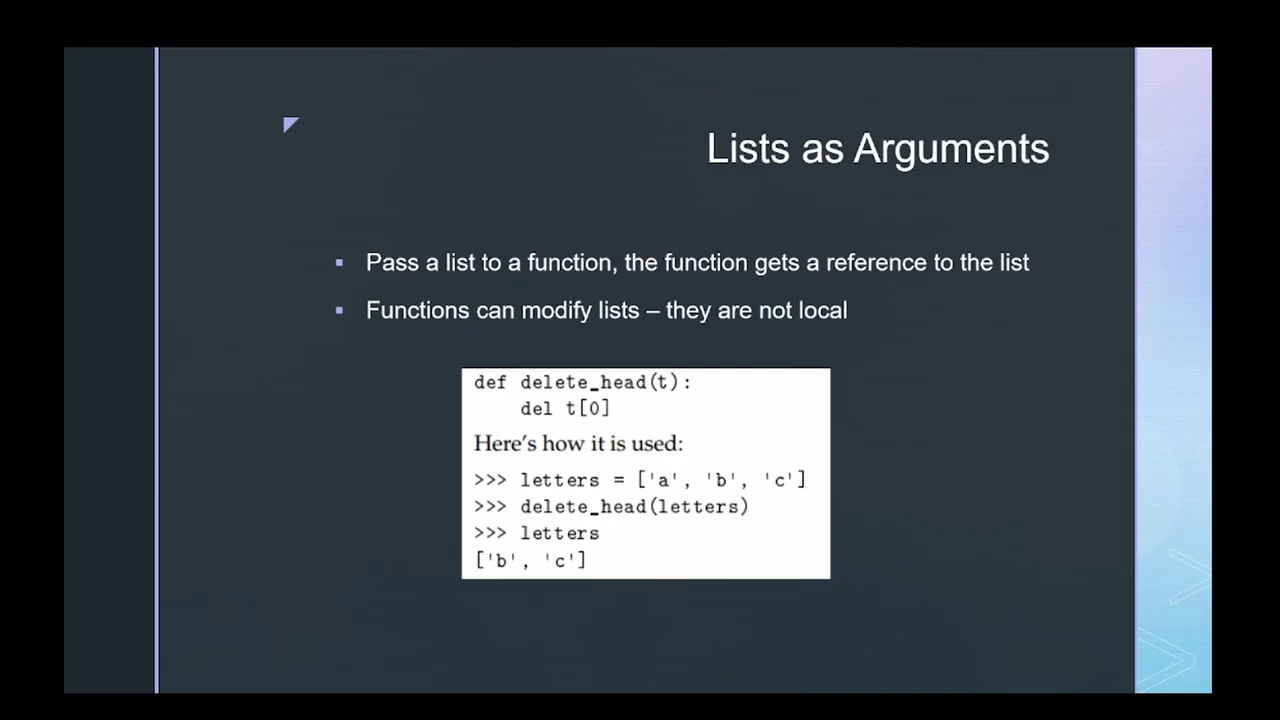 Lists as Arguments
▪ Pass a list to a function, the function gets a reference to the list
▪ Functions can modify lists – they are not local
def delete_head(t):
    del t[0]
Here's how it is used:
>>> letters = ['a', 'b', 'c']
>>> delete_head(letters)
>>> letters
['b', 'c']